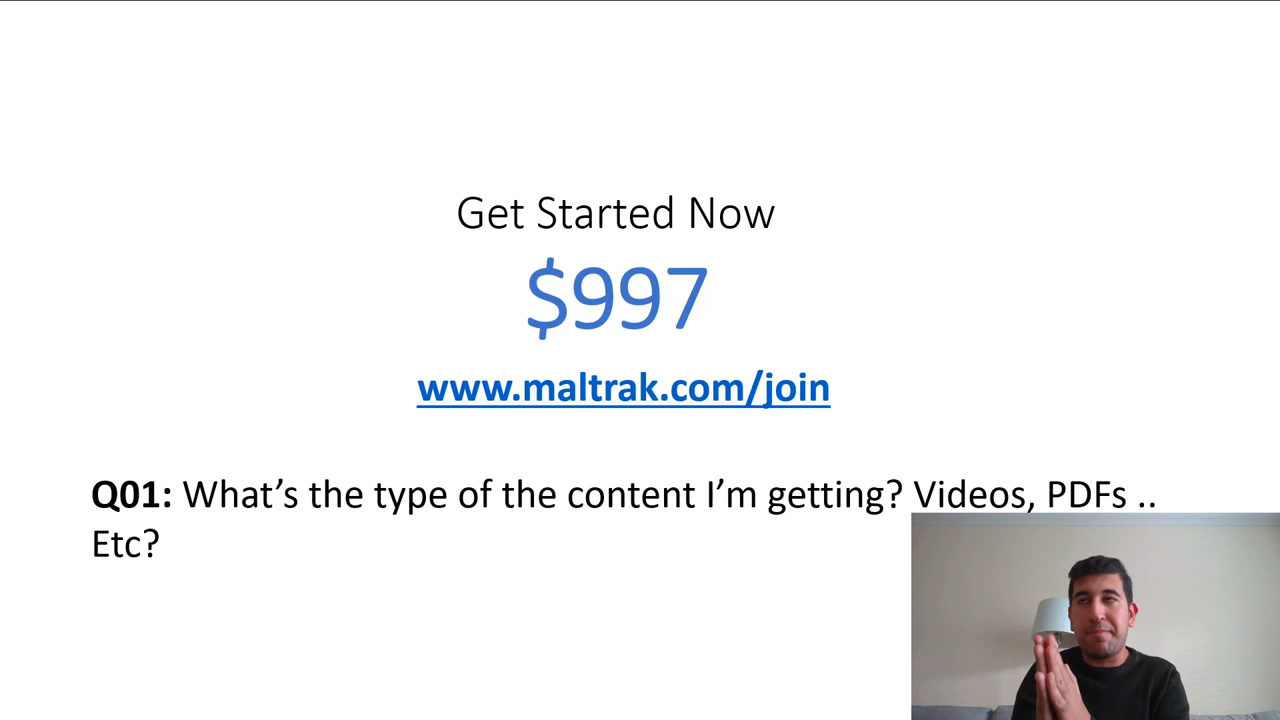 Get Started Now
$997
www.maltrak.com/join
Q01: What’s the type of the content I’m getting? Videos, PDFs ..
Etc?